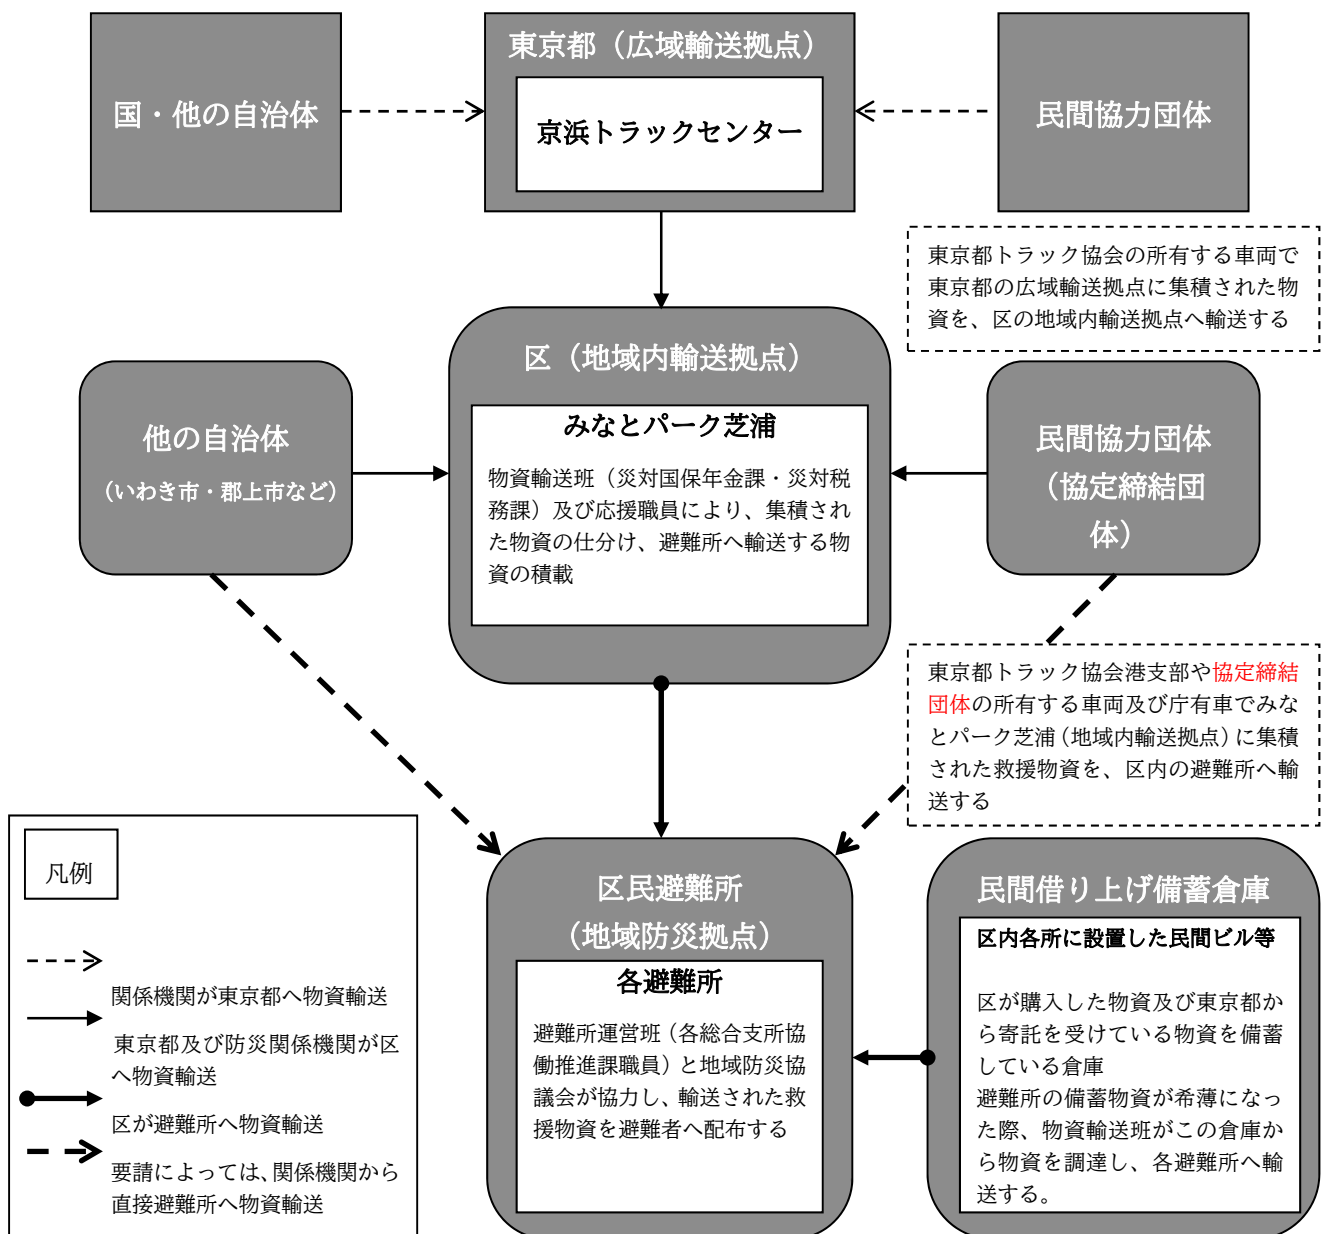 国・他の自治体
東京都（広域輸送拠点）
京浜トラックセンター
民間協力団体
東京都トラック協会の所有する車両で
東京都の広域輸送拠点に集積された物
資を、区の地域内輸送拠点へ輸送する
他の自治体
（いわき市・郡上市など）
区（地域内輸送拠点）
みなとパーク芝浦
物資輸送班（災対国保年金課・災対税
務課）及び応援職員により、集積され
た物資の仕分け、避難所へ輸送する物
資の積載
民間協力団体
（協定締結団
体）
東京都トラック協会港支部や協定締結
団体の所有する車両及び庁有車でみな
とパーク芝浦（地域内輸送拠点）に集積
された救援物資を、区内の避難所へ輸
送する
凡例
関係機関が東京都へ物資輸送
東京都及び防災関係機関が区
へ物資輸送
区が避難所へ物資輸送
要請によっては、関係機関から
直接避難所へ物資輸送
区民避難所
（地域防災拠点）
各避難所
避難所運営班（各総合支所協
働推進課職員）と地域防災協
議会が協力し、輸送された救
援物資を避難者へ配布する
民間借り上げ備蓄倉庫
区内各所に設置した民間ビル等
区が購入した物資及び東京都か
ら寄託を受けている物資を備蓄
している倉庫
避難所の備蓄物資が希薄になっ
た際、物資輸送班がこの倉庫か
ら物資を調達し、各避難所へ輸
送する。